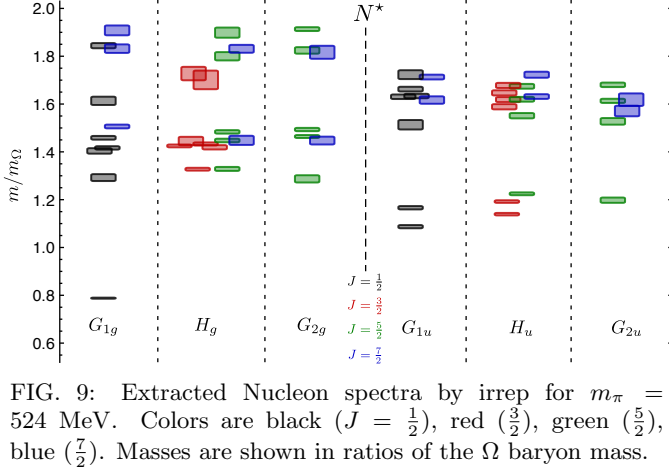 2.0
N⋆
1.8
1.6
1.4
m/mΩ
1.2
1.0
0.8
J = 1/2
J = 3/2
G1g Hg G2g J = 5/2 G1u Hu G2u
0.6
J = 7/2
FIG. 9: Extracted Nucleon spectra by irrep for mπ =
524 MeV. Colors are black (J = 1/2), red (3/2), green (5/2),
blue (7/2). Masses are shown in ratios of the Ω baryon mass.